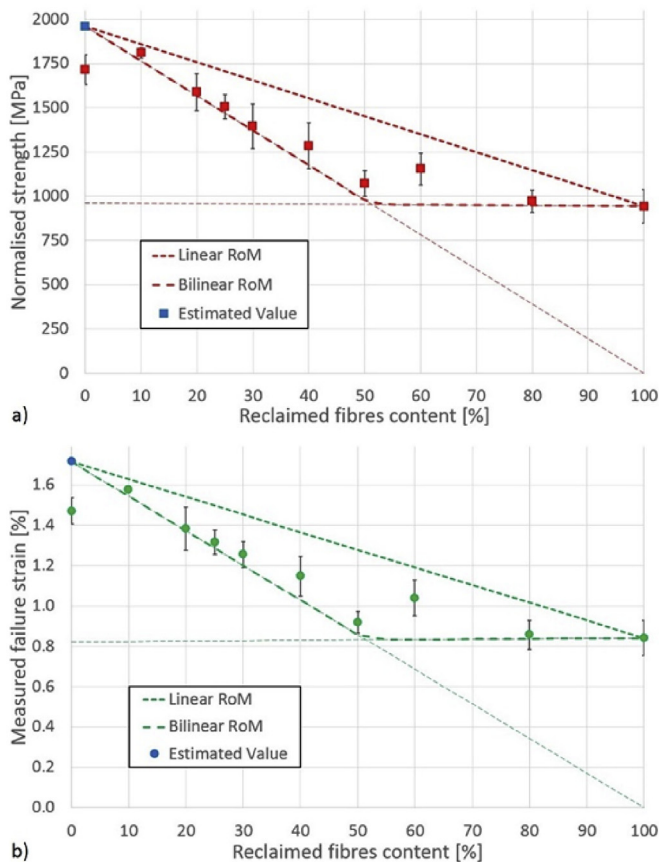 2000
1750
1500
1250
1000
750
500
250
0
Normalised strength [MPa]
Linear RoM
Bilinear RoM
Estimated Value
0 10 20 30 40 50 60 70 80 90 100
a) Reclaimed fibres content [%]
1.6
1.4
1.2
1.0
0.8
0.6
0.4
0.2
0.0
Measured failure strain [%]
Linear RoM
Bilinear RoM
Estimated Value
0 10 20 30 40 50 60 70 80 90 100
b) Reclaimed fibres content [%]